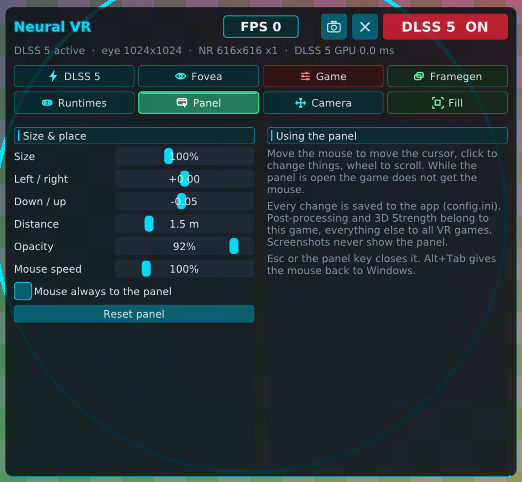 Neural VR
FPS 0
DLSS 5 ON
DLSS 5 active · eye 1024x1024 · NR 616x616 x1 · DLSS 5 GPU 0.0 ms
DLSS 5
Fovea
Game
Framegen
Runtimes
Panel
Camera
Fill
Size & place
Size
100%
Left / right
+0.00
Down / up
-0.05
Distance
1.5 m
Opacity
92%
Mouse speed
100%
Mouse always to the panel
Reset panel
Using the panel
Move the mouse to move the cursor, click to
change things, wheel to scroll. While the
panel is open the game does not get the
mouse.
Every change is saved to the app (config.ini).
Post-processing and 3D Strength belong to
this game, everything else to all VR games.
Screenshots never show the panel.
Esc or the panel key closes it. Alt+Tab gives
the mouse back to Windows.